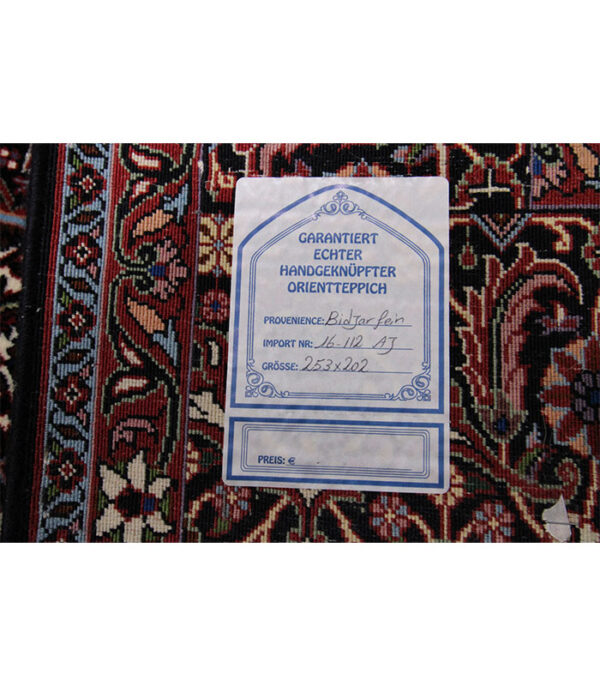 GARANTIERT
ECHTER
HANDGEKNÜPFTER
ORIENTTEPPICH
PROVENIENCE: Bidjar fein
IMPORT NR: 16-112 AJ
GRÖSSE: 253x202
PREIS: €